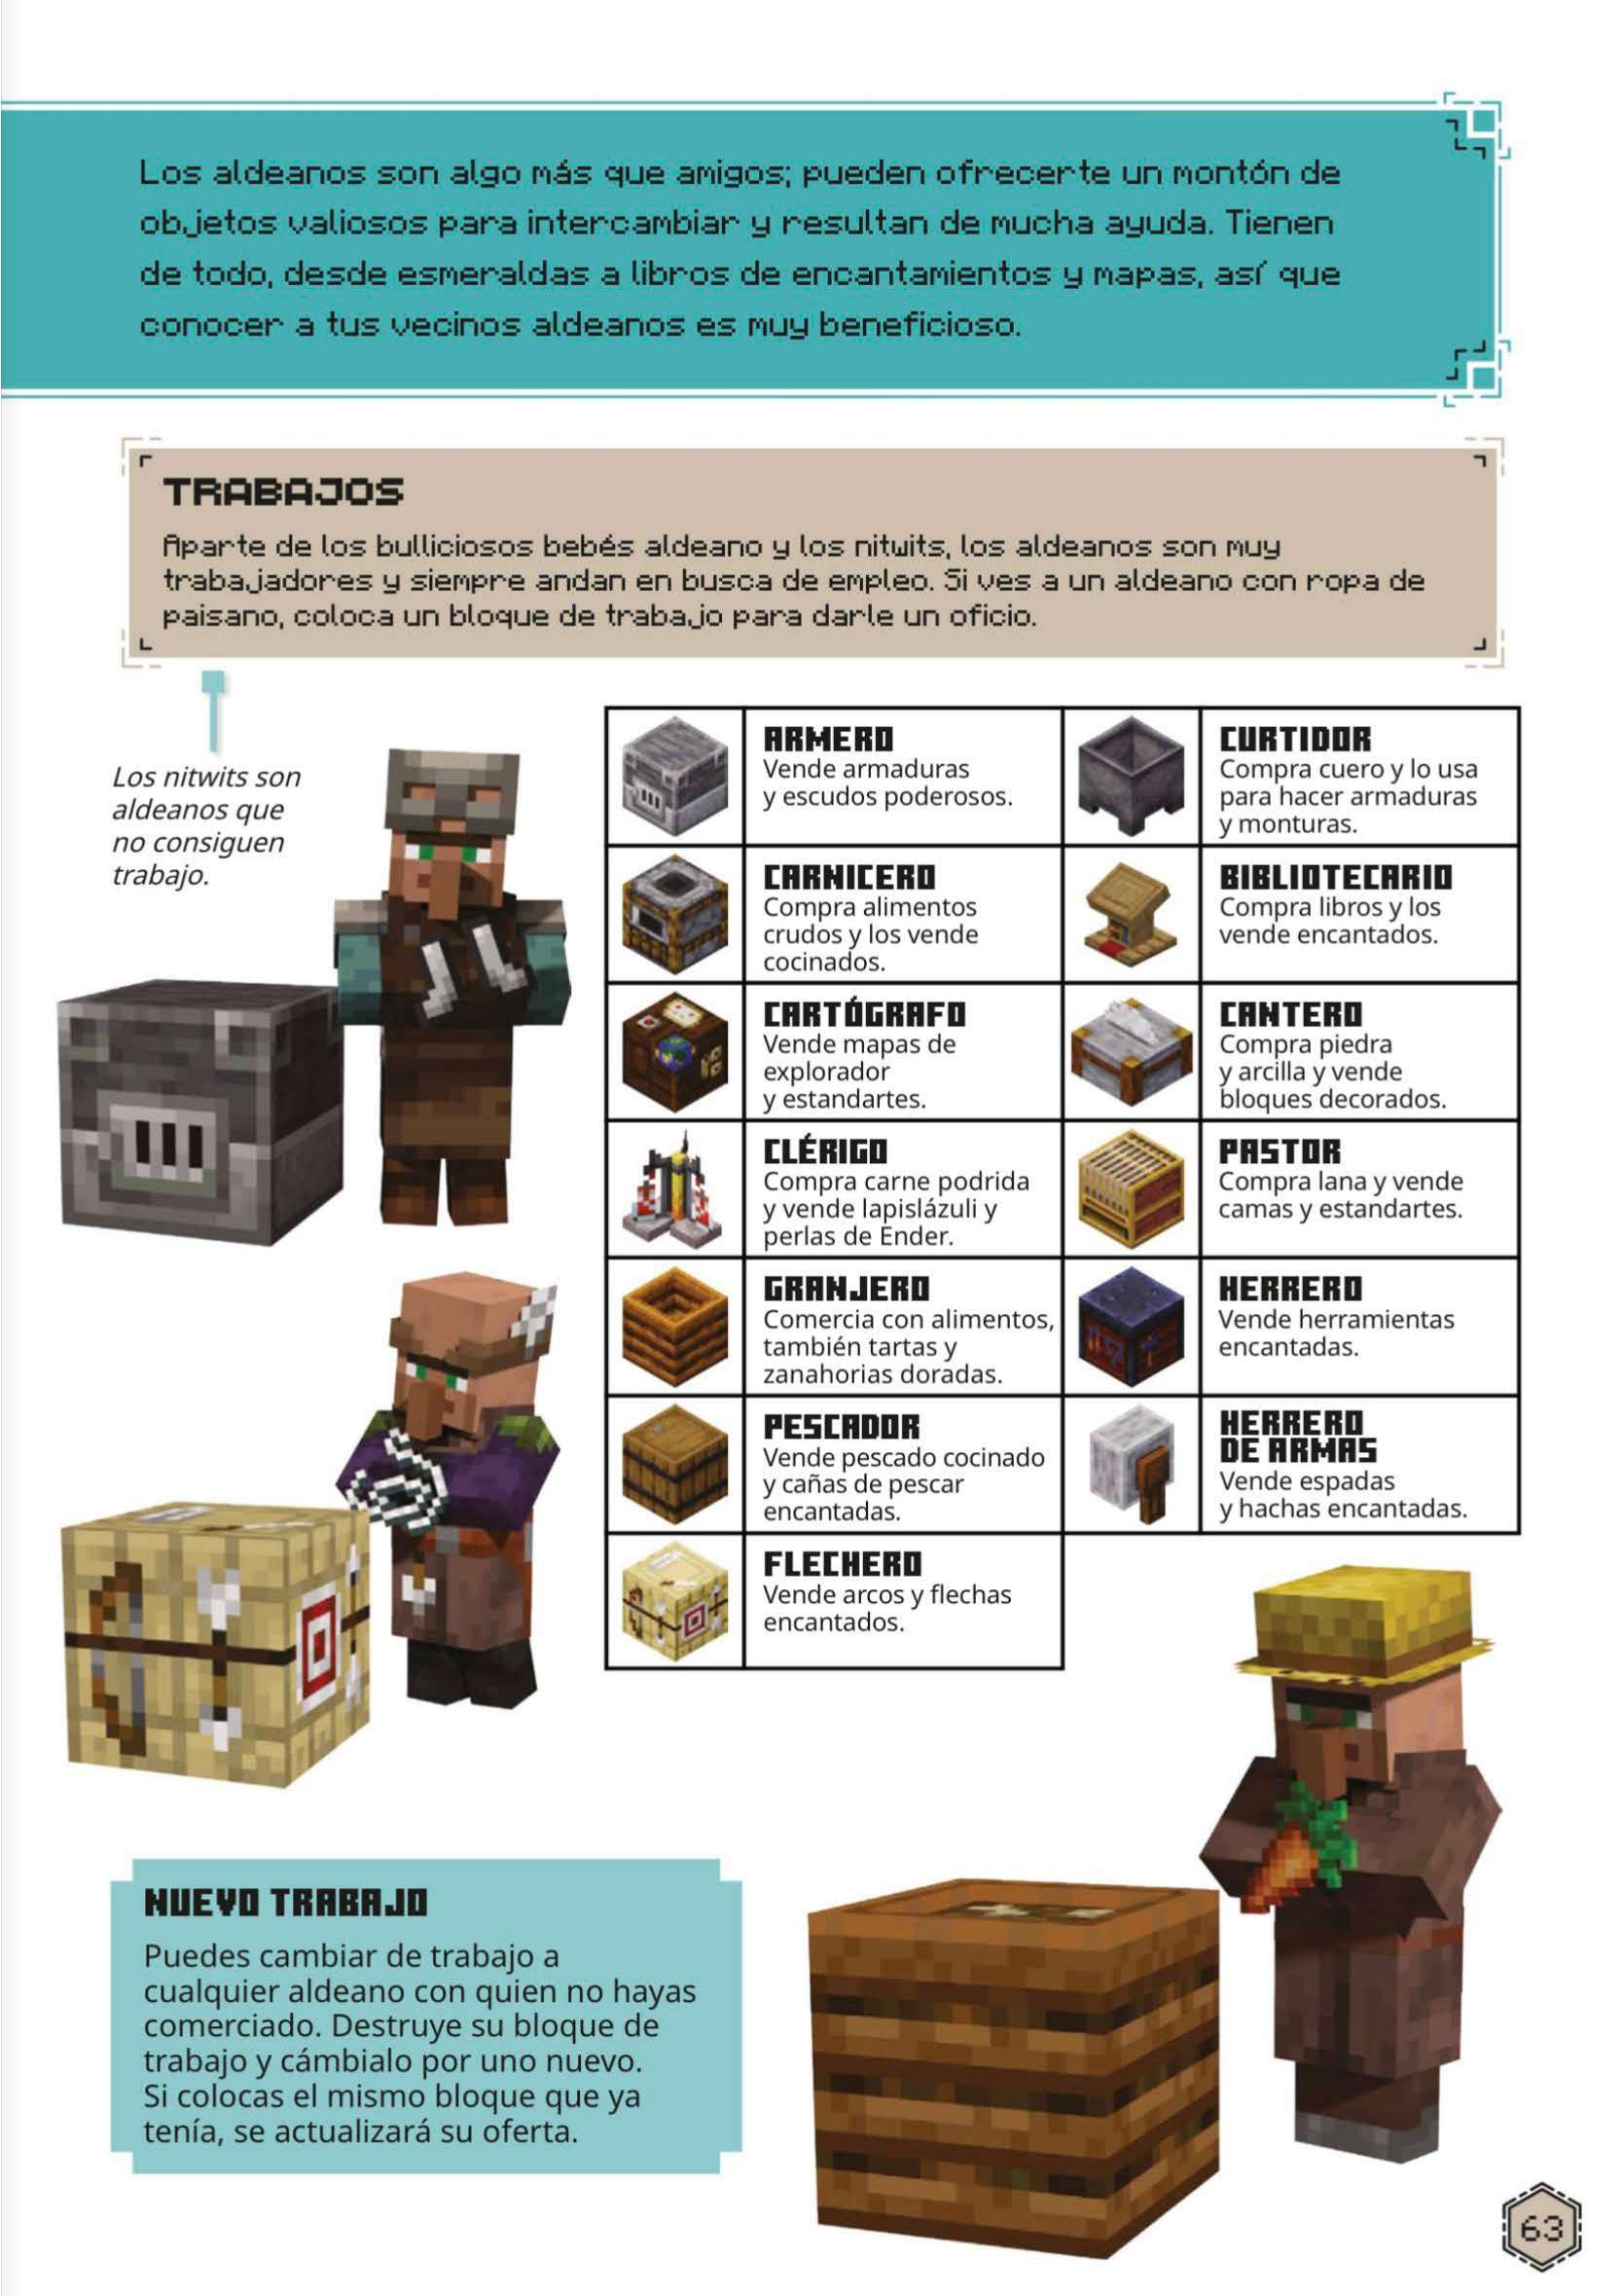 Los aldeanos son algo más que amigos; pueden ofrecerte un montón de
objetos valiosos para intercambiar y resultan de mucha ayuda. Tienen
de todo, desde esmeraldas a libros de encantamientos y mapas, así que
conocer a tus vecinos aldeanos es muy beneficioso.
TRABAJOS
Aparte de los bulliciosos bebés aldeano y los nitwits, los aldeanos son muy
trabajadores y siempre andan en busca de empleo. Si ves a un aldeano con ropa de
paisano, coloca un bloque de trabajo para darle un oficio.
Los nitwits son
aldeanos que
no consiguen
trabajo.
ARMERO
Vende armaduras
y escudos poderosos.
CURTIDOR
Compra cuero y lo usa
para hacer armaduras
y monturas.
CARNICERO
Compra alimentos
crudos y los vende
cocinados.
BIBLIOTECARIO
Compra libros y los
vende encantados.
CARTÓGRAFO
Vende mapas de
explorador
y estandartes.
CANTERO
Compra piedra
y arcilla y vende
bloques decorados.
CLÉRIGO
Compra carne podrida
y vende lapislázuli y
perlas de Ender.
PASTOR
Compra lana y vende
camas y estandartes.
GRANJERO
Comercia con alimentos,
también tartas y
zanahorias doradas.
HERRERO
Vende herramientas
encantadas.
PESCADOR
Vende pescado cocinado
y cañas de pescar
encantadas.
HERRERO
DE ARMAS
Vende espadas
y hachas encantadas.
FLECHERO
Vende arcos y flechas
encantados.
NUEVO TRABAJO
Puedes cambiar de trabajo a
cualquier aldeano con quien no hayas
comerciado. Destruye su bloque de
trabajo y cámbialo por uno nuevo.
Si colocas el mismo bloque que ya
tenía, se actualizará su oferta.
63